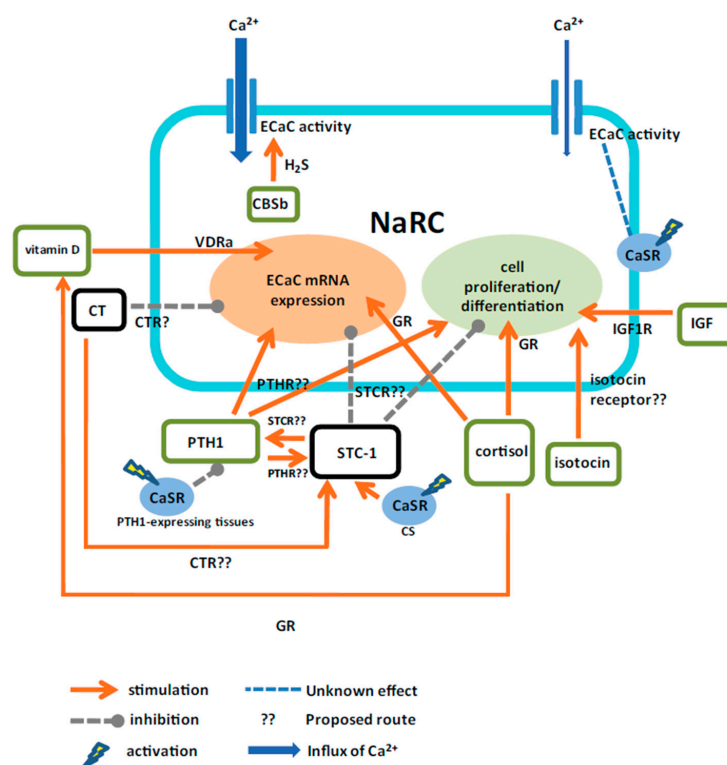 Ca²⁺
Ca²⁺
ECaC activity
ECaC activity
H₂S
CBSb
NaRC
vitamin D
VDRa
CaSR
ECaC mRNA
expression
cell
proliferation/
differentiation
CT
CTR?
GR
GR
IGF1R
IGF
PTHR??
STCR??
isotocin
receptor??
STCR??
PTH1
STC-1
cortisol
isotocin
PTHR??
CaSR
PTH1-expressing tissues
CaSR
CS
CTR??
GR
stimulation
Unknown effect
inhibition
?? Proposed route
activation
Influx of Ca²⁺